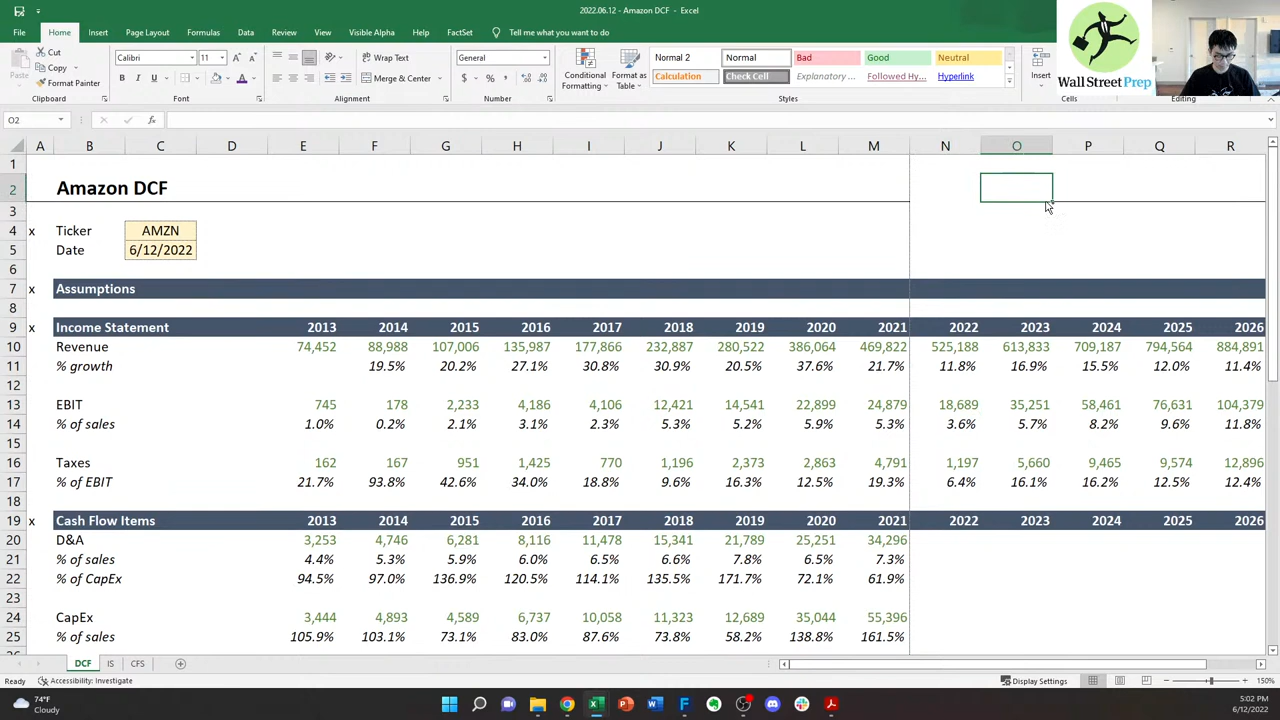 2022.06.12 - Amazon DCF - Excel
File Home Insert Page Layout Formulas Data Review View Visible Alpha Help FactSet Tell me what you want to do
Cut
Copy
Format Painter
Paste
Clipboard
Calibri 11
B I U
Font
Wrap Text
Merge & Center
Alignment
General
$ % ,
Number
Conditional Formatting
Format as Table
Normal 2 Normal Bad Good Neutral
Calculation Check Cell Explanatory ... Followed Hy... Hyperlink
Styles
Insert
Cells
Editing
Wall Street Prep
O2 fx
A B C D E F G H I J K L M N O P Q R
1
2 Amazon DCF
3
4 x Ticker AMZN
5 Date 6/12/2022
6
7 x Assumptions
8
9 x Income Statement 2013 2014 2015 2016 2017 2018 2019 2020 2021 2022 2023 2024 2025 2026
10 Revenue 74,452 88,988 107,006 135,987 177,866 232,887 280,522 386,064 469,822 525,188 613,833 709,187 794,564 884,891
11 % growth 19.5% 20.2% 27.1% 30.8% 30.9% 20.5% 37.6% 21.7% 11.8% 16.9% 15.5% 12.0% 11.4%
12
13 EBIT 745 178 2,233 4,186 4,106 12,421 14,541 22,899 24,879 18,689 35,251 58,461 76,631 104,379
14 % of sales 1.0% 0.2% 2.1% 3.1% 2.3% 5.3% 5.2% 5.9% 5.3% 3.6% 5.7% 8.2% 9.6% 11.8%
15
16 Taxes 162 167 951 1,425 770 1,196 2,373 2,863 4,791 1,197 5,660 9,465 9,574 12,896
17 % of EBIT 21.7% 93.8% 42.6% 34.0% 18.8% 9.6% 16.3% 12.5% 19.3% 6.4% 16.1% 16.2% 12.5% 12.4%
18
19 x Cash Flow Items 2013 2014 2015 2016 2017 2018 2019 2020 2021 2022 2023 2024 2025 2026
20 D&A 3,253 4,746 6,281 8,116 11,478 15,341 21,789 25,251 34,296
21 % of sales 4.4% 5.3% 5.9% 6.0% 6.5% 6.6% 7.8% 6.5% 7.3%
22 % of CapEx 94.5% 97.0% 136.9% 120.5% 114.1% 135.5% 171.7% 72.1% 61.9%
23
24 CapEx 3,444 4,893 4,589 6,737 10,058 11,323 12,689 35,044 55,396
25 % of sales 105.9% 103.1% 73.1% 83.0% 87.6% 73.8% 58.2% 138.8% 161.5%
DCF IS CFS
Ready Accessibility: Investigate Display Settings 150%
74°F
Cloudy
5:02 PM
6/12/2022